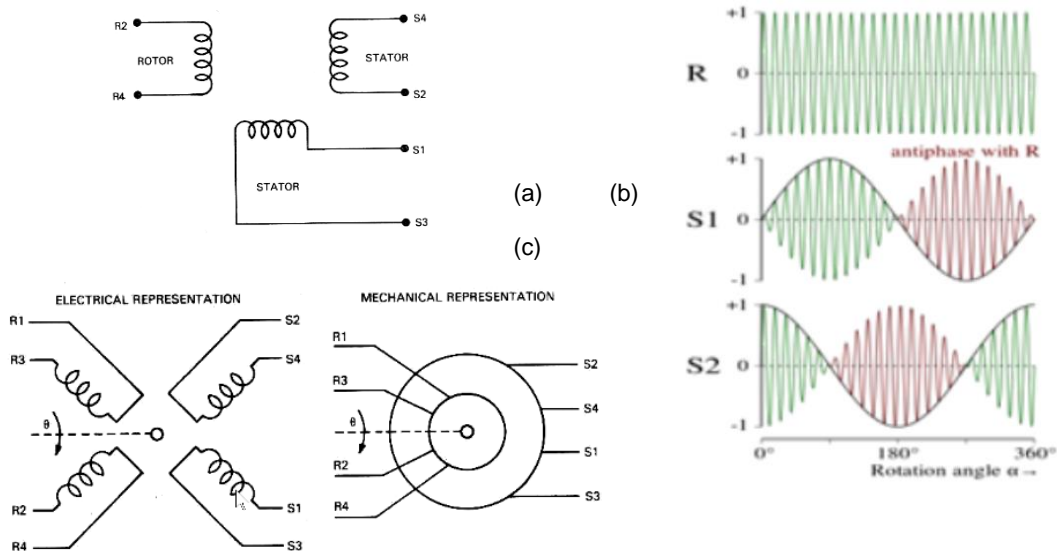 R2
ROTOR
R4
S4
STATOR
S2
S1
STATOR
S3
(a)
(b)
(c)
+1
R
0
-1
antiphase with R
+1
S1
0
-1
+1
S2
0
-1
0°
180°
360°
Rotation angle α→
ELECTRICAL REPRESENTATION
R1
R3
θ
R2
R4
S2
S4
S1
S3
MECHANICAL REPRESENTATION
R1
R3
θ
R2
R4
S2
S4
S1
S3